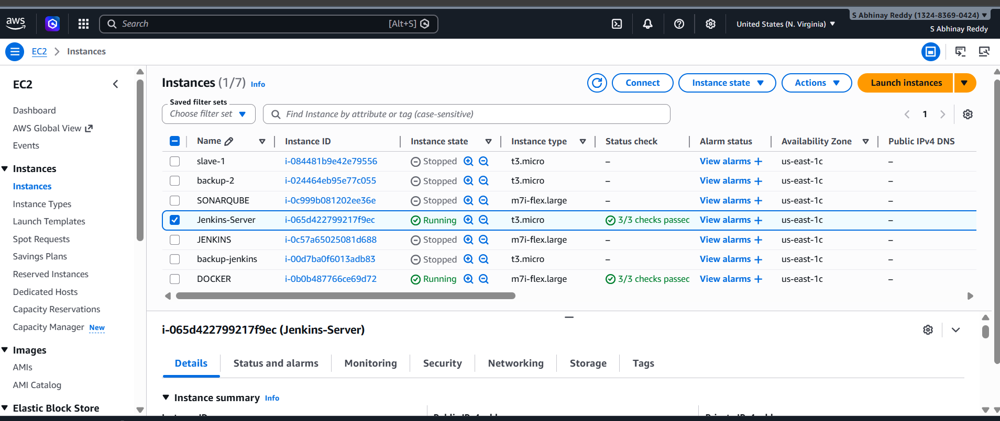 aws
Search [Alt+S]
United States (N. Virginia)
S Abhinay Reddy (1324-8369-0424)
S Abhinay Reddy
EC2 Instances
EC2
Dashboard
AWS Global View
Events
Instances
Instances
Instance Types
Launch Templates
Spot Requests
Savings Plans
Reserved Instances
Dedicated Hosts
Capacity Reservations
Capacity Manager New
Images
AMIs
AMI Catalog
Elastic Block Store
Instances (1/7) Info
Connect Instance state Actions Launch instances
Saved filter sets
Choose filter set
Find Instance by attribute or tag (case-sensitive)
1
Name Instance ID Instance state Instance type Status check Alarm status Availability Zone Public IPv4 DNS
slave-1 i-084481b9e42e79556 Stopped t3.micro – View alarms + us-east-1c –
backup-2 i-024464eb95e77c055 Stopped t3.micro – View alarms + us-east-1c –
SONARQUBE i-0c999b081202ee36e Stopped m7i-flex.large – View alarms + us-east-1c –
Jenkins-Server i-065d422799217f9ec Running t3.micro 3/3 checks passed View alarms + us-east-1c –
JENKINS i-0c57a65025081d688 Stopped m7i-flex.large – View alarms + us-east-1c –
backup-jenkins i-00d7ba0f6013adb83 Stopped t3.micro – View alarms + us-east-1c –
DOCKER i-0b0b487766ce69d72 Running m7i-flex.large 3/3 checks passed View alarms + us-east-1c –
i-065d422799217f9ec (Jenkins-Server)
Details Status and alarms Monitoring Security Networking Storage Tags
Instance summary Info